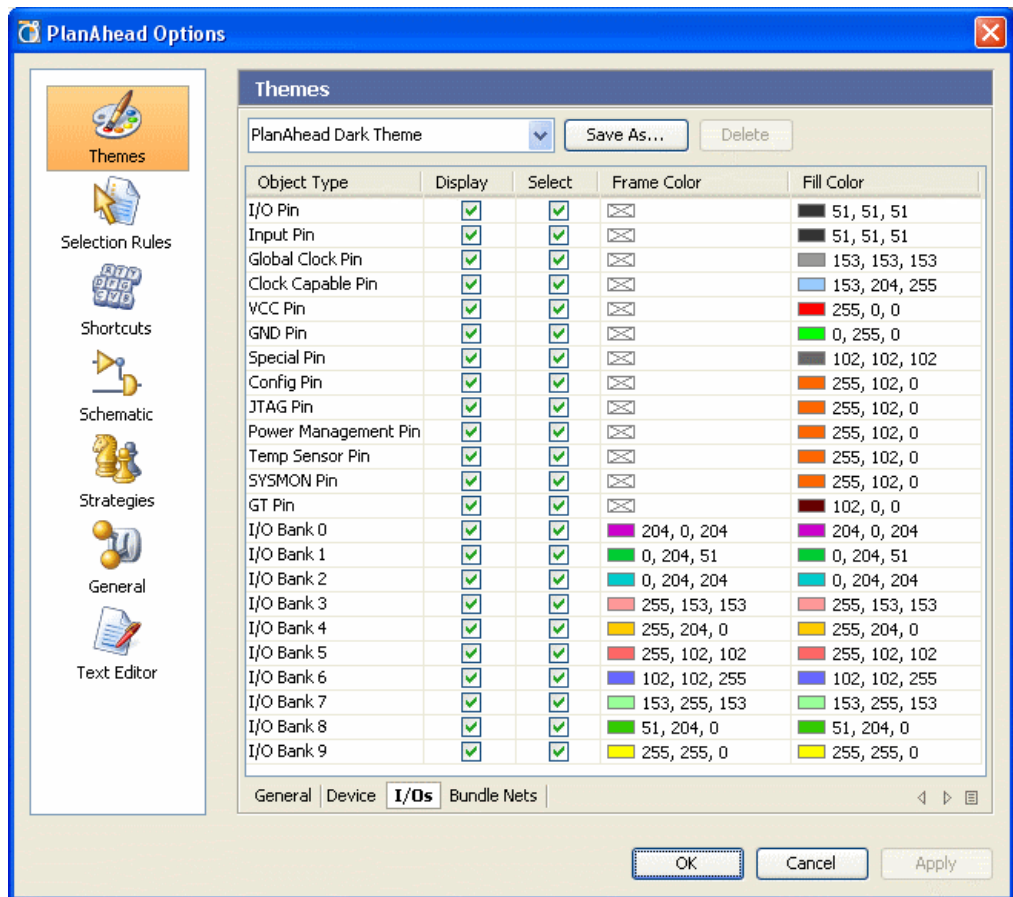 PlanAhead Options
Themes
Selection Rules
Shortcuts
Schematic
Strategies
General
Text Editor
Themes
PlanAhead Dark Theme Save As... Delete
Object Type Display Select Frame Color Fill Color
I/O Pin 51, 51, 51
Input Pin 51, 51, 51
Global Clock Pin 153, 153, 153
Clock Capable Pin 153, 204, 255
VCC Pin 255, 0, 0
GND Pin 0, 255, 0
Special Pin 102, 102, 102
Config Pin 255, 102, 0
JTAG Pin 255, 102, 0
Power Management Pin 255, 102, 0
Temp Sensor Pin 255, 102, 0
SYSMON Pin 255, 102, 0
GT Pin 102, 0, 0
I/O Bank 0 204, 0, 204 204, 0, 204
I/O Bank 1 0, 204, 51 0, 204, 51
I/O Bank 2 0, 204, 204 0, 204, 204
I/O Bank 3 255, 153, 153 255, 153, 153
I/O Bank 4 255, 204, 0 255, 204, 0
I/O Bank 5 255, 102, 102 255, 102, 102
I/O Bank 6 102, 102, 255 102, 102, 255
I/O Bank 7 153, 255, 153 153, 255, 153
I/O Bank 8 51, 204, 0 51, 204, 0
I/O Bank 9 255, 255, 0 255, 255, 0
General Device I/Os Bundle Nets
OK Cancel Apply